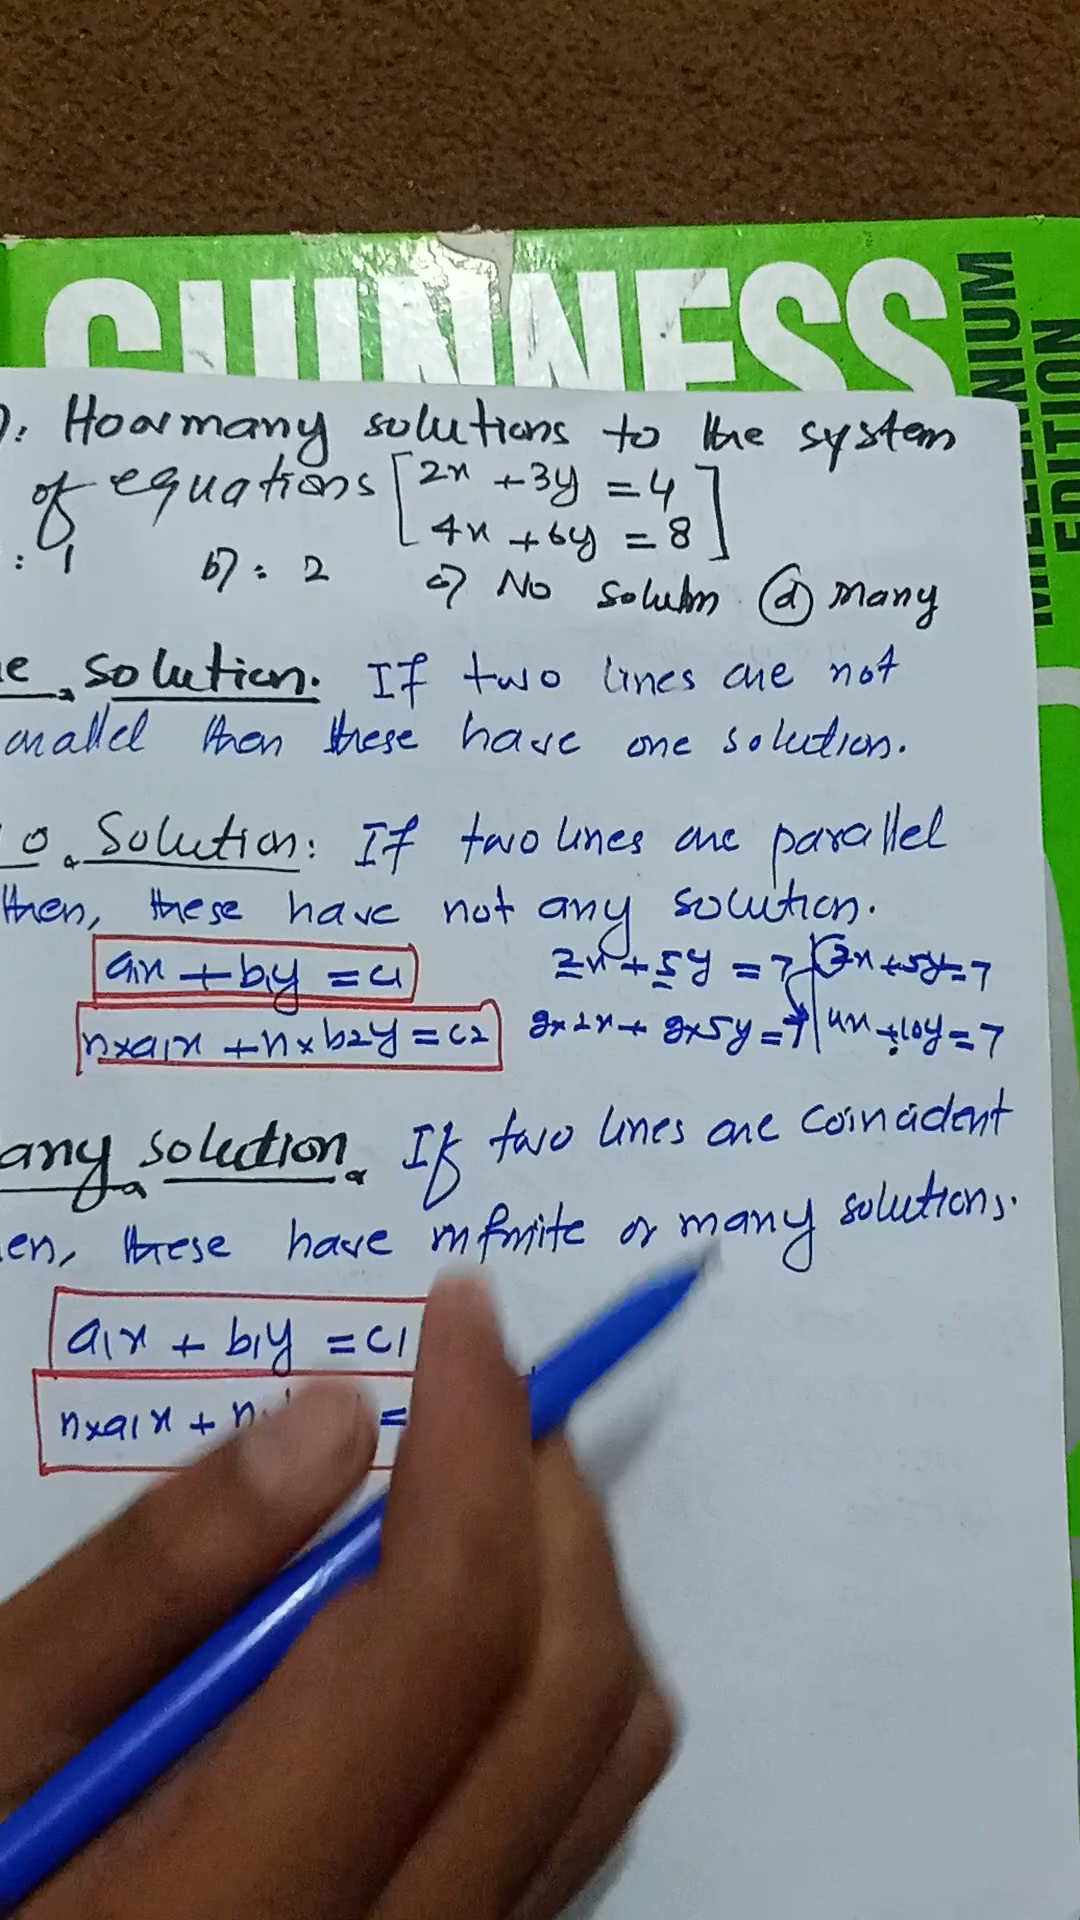 GUINNESS
MILLENNIUM
EDITION
: How many solutions to the system
of equations [2x + 3y = 4
4x + 6y = 8]
: 1 b) : 2 c) No Solutn (d) many
e solution. If two lines are not
arallel then these have one solution.
o Solution: If two lines are parallel
then, these have not any solution.
a1x + b1y = c1
2x + 5y = 7
2x + 5y = 7
n×a1x + n×b2y = c2
2×2x + 2×5y = 7
4x + 10y = 7
any solution If two lines are coincident
en, these have infinite or many solutions.
a1x + b1y = c1
n×a1x + n =